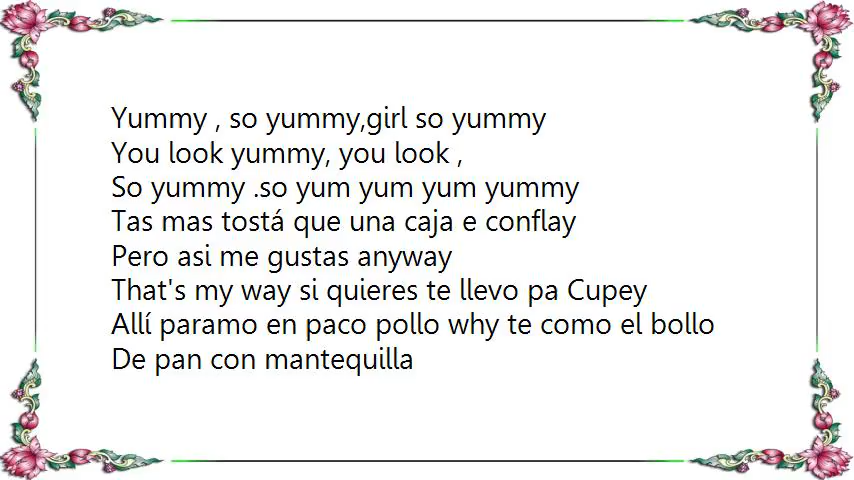 Yummy , so yummy,girl so yummy
You look yummy, you look ,
So yummy .so yum yum yum yummy
Tas mas tostá que una caja e conflay
Pero asi me gustas anyway
That's my way si quieres te llevo pa Cupey
Allí paramo en paco pollo why te como el bollo
De pan con mantequilla